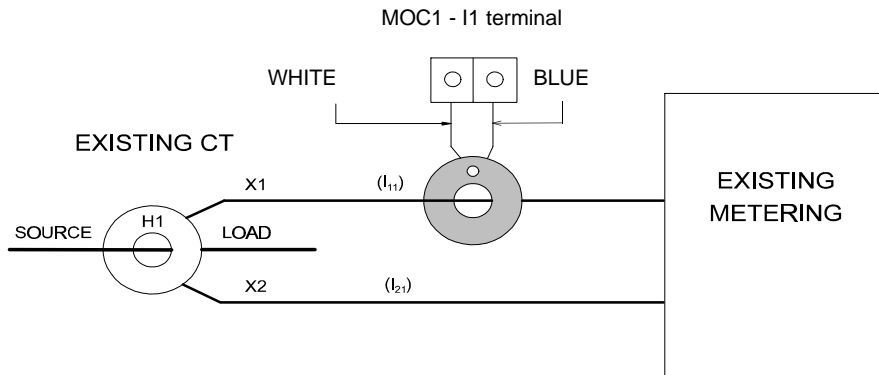 MOC1 - I1 terminal
WHITE
BLUE
EXISTING CT
X1
(I₁₁)
EXISTING
METERING
H1
SOURCE
LOAD
X2
(I₂₁)